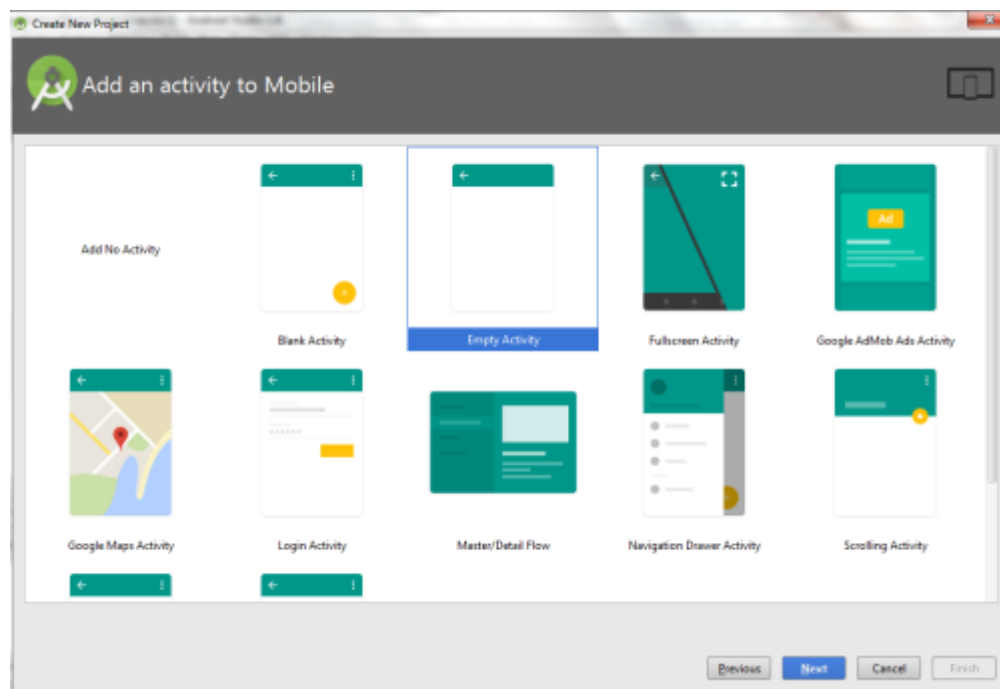 Create New Project
Add an activity to Mobile
Ad
Add No Activity
Blank Activity
Empty Activity
Fullscreen Activity
Google AdMob Ads Activity
Google Maps Activity
Login Activity
Master/Detail Flow
Navigation Drawer Activity
Scrolling Activity
Previous
Next
Cancel
Finish